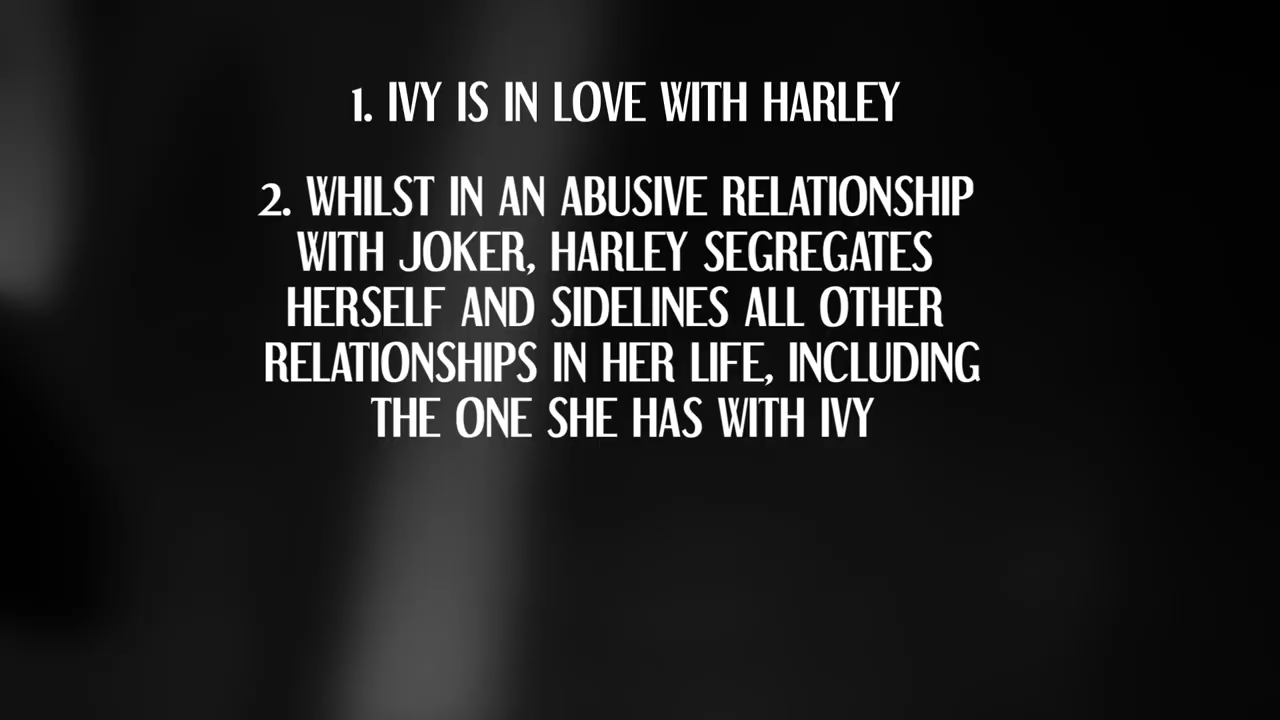 1. IVY IS IN LOVE WITH HARLEY
2. WHILST IN AN ABUSIVE RELATIONSHIP
WITH JOKER, HARLEY SEGREGATES
HERSELF AND SIDELINES ALL OTHER
RELATIONSHIPS IN HER LIFE, INCLUDING
THE ONE SHE HAS WITH IVY